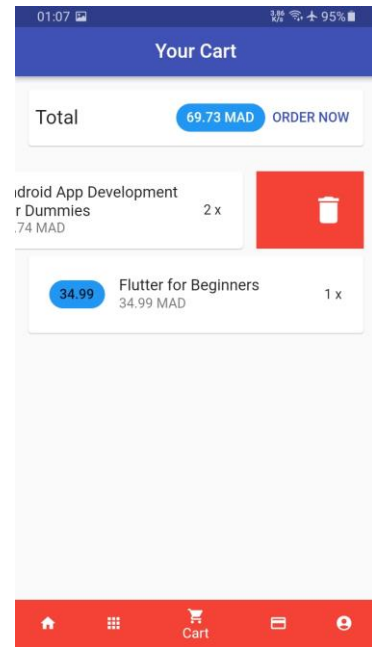 01:07
95%
Your Cart
Total
69.73 MAD
ORDER NOW
droid App Development
r Dummies
2 x
.74 MAD
34.99
Flutter for Beginners
34.99 MAD
1 x
Cart